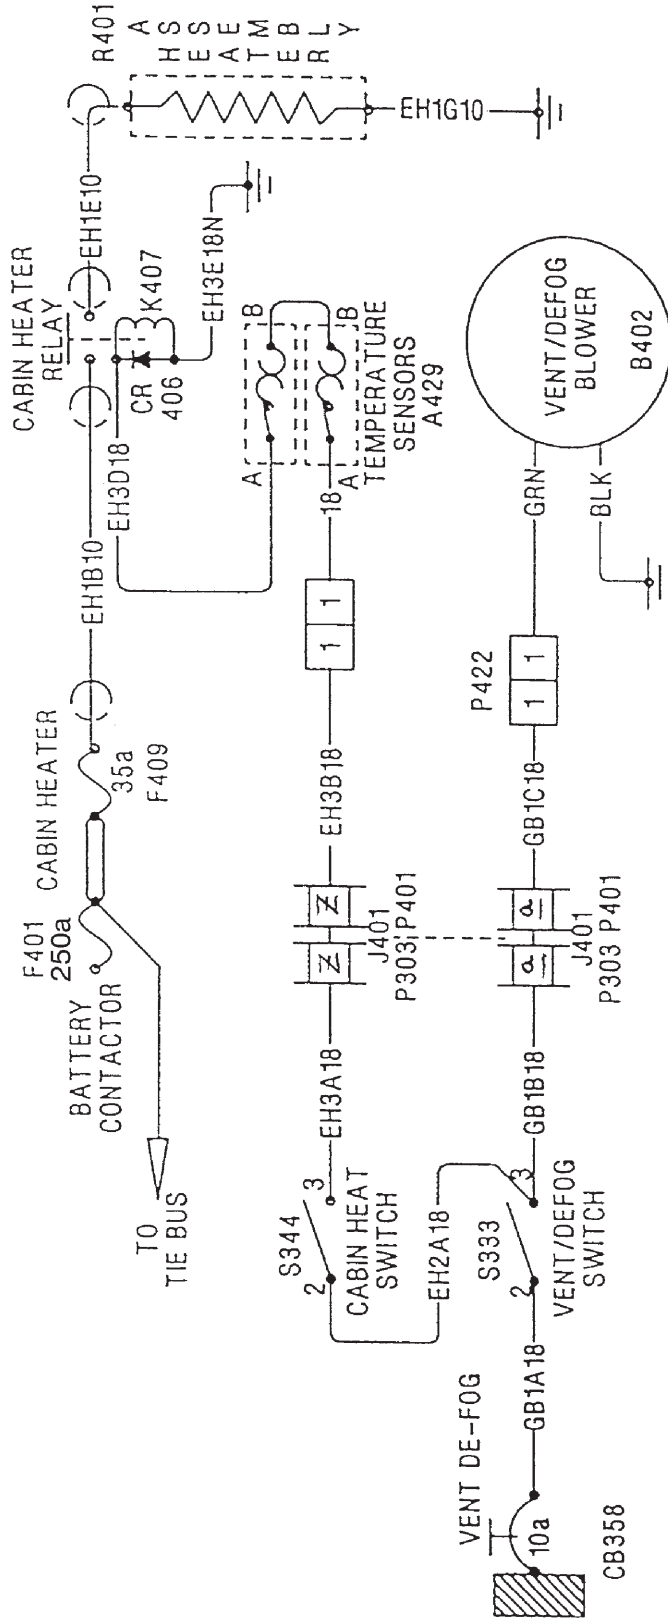 BATTERY
CONTACTOR
F401
250a
CABIN HEATER
35a
F409
EH1B10
CABIN HEATER
RELAY
EH1E10
R401
HEATER
ASSEMBLY
EH1G10
EH3D18
CR
406
K407
EH3E18N
TO
TIE BUS
S344
2
3
CABIN HEAT
SWITCH
EH3A18
Z
Z
J401
P303
P401
EH3B18
1
1
18
A
B
A
B
TEMPERATURE
SENSORS
A429
EH2A18
VENT DE-FOG
10a
CB358
GB1A18
S333
2
3
VENT/DEFOG
SWITCH
GB1B18
a
a
J401
P303
P401
GB1C18
P422
1
1
GRN
BLK
VENT/DEFOG
BLOWER
B402